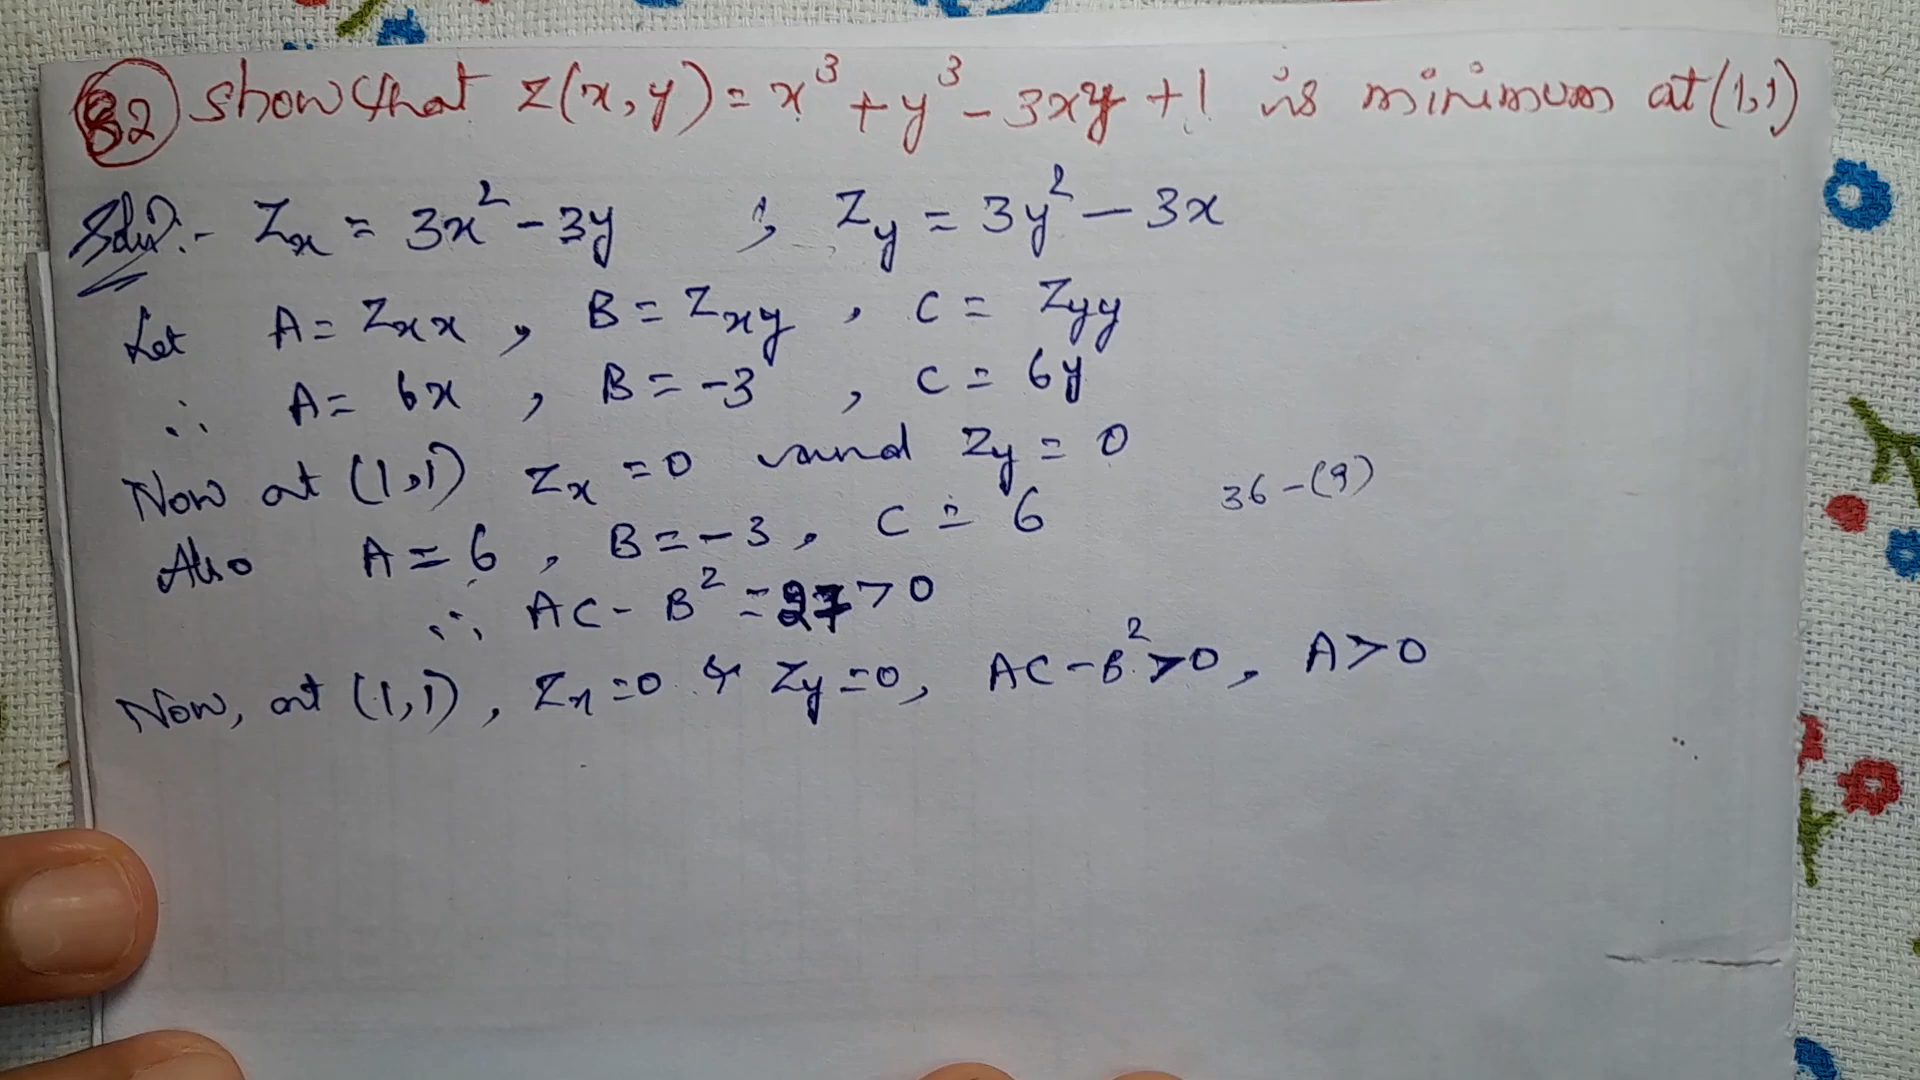 82 show that z(x,y) = x³ + y³ - 3xy + 1 is minimum at (1,1)
Soln:- Zx = 3x² - 3y ; Zy = 3y² - 3x
Let A = Zxx , B = Zxy , C = Zyy
∴ A = 6x , B = -3 , C = 6y
Now at (1,1) Zx = 0 and Zy = 0
36-(9)
Also A = 6 , B = -3 , C = 6
∴ AC - B² = 27 > 0
Now, at (1,1), Zx = 0 & Zy = 0, AC - B² > 0, A > 0